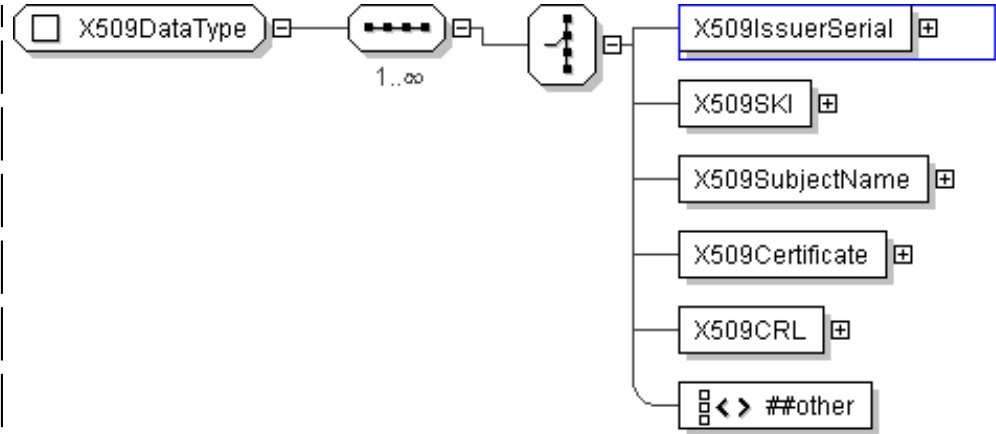 X509DataType
1..∞
X509IssuerSerial
X509SKI
X509SubjectName
X509Certificate
X509CRL
##other